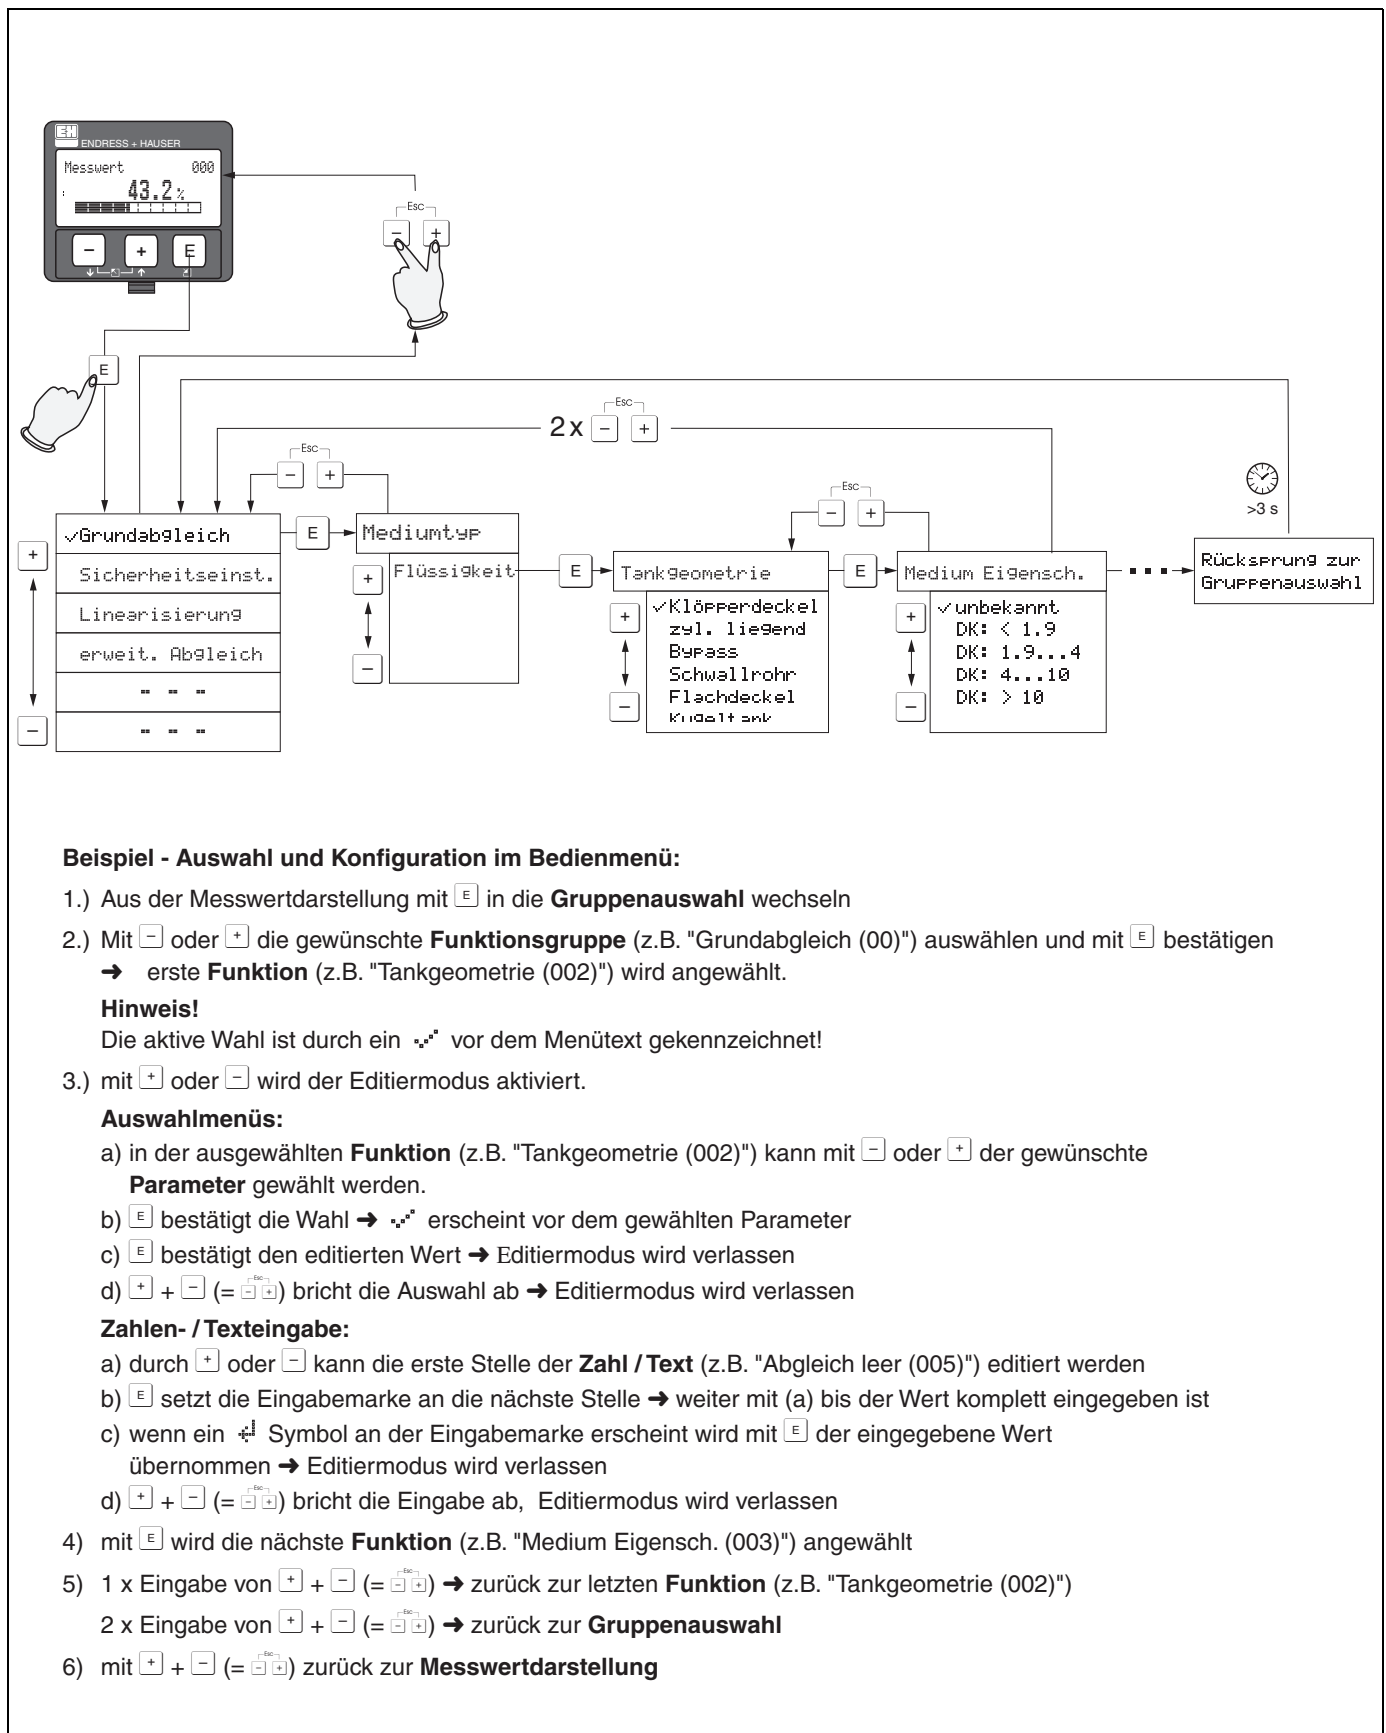 E+H
ENDRESS + HAUSER
Messwert 000
43.2 %
– + E
Esc
– +
E
Esc
2 x – +
Esc
– +
>3 s
Esc
– +
✓Grundabgleich
Sicherheitseinst.
Linearisierung
erweit. Abgleich
- - -
- - -
+
–
E
Mediumtyp
Flüssigkeit
+
–
E
Tankgeometrie
✓Klöpperdeckel
zyl. liegend
Bypass
Schwallrohr
Flachdeckel
Kugeltank
+
–
E
Medium Eigensch.
✓unbekannt
DK: < 1.9
DK: 1.9...4
DK: 4...10
DK: > 10
+
–
Rücksprung zur
Gruppenauswahl
Beispiel - Auswahl und Konfiguration im Bedienmenü:
1.) Aus der Messwertdarstellung mit E in die Gruppenauswahl wechseln
2.) Mit – oder + die gewünschte Funktionsgruppe (z.B. "Grundabgleich (00)") auswählen und mit E bestätigen
➜ erste Funktion (z.B. "Tankgeometrie (002)") wird angewählt.
Hinweis!
Die aktive Wahl ist durch ein ✓ vor dem Menütext gekennzeichnet!
3.) mit + oder – wird der Editiermodus aktiviert.
Auswahlmenüs:
a) in der ausgewählten Funktion (z.B. "Tankgeometrie (002)") kann mit – oder + der gewünschte
Parameter gewählt werden.
b) E bestätigt die Wahl ➜ ✓ erscheint vor dem gewählten Parameter
c) E bestätigt den editierten Wert ➜ Editiermodus wird verlassen
d) + + – (= Esc – +) bricht die Auswahl ab ➜ Editiermodus wird verlassen
Zahlen- / Texteingabe:
a) durch + oder – kann die erste Stelle der Zahl / Text (z.B. "Abgleich leer (005)") editiert werden
b) E setzt die Eingabemarke an die nächste Stelle ➜ weiter mit (a) bis der Wert komplett eingegeben ist
c) wenn ein ↲ Symbol an der Eingabemarke erscheint wird mit E der eingegebene Wert
übernommen ➜ Editiermodus wird verlassen
d) + + – (= Esc – +) bricht die Eingabe ab, Editiermodus wird verlassen
4) mit E wird die nächste Funktion (z.B. "Medium Eigensch. (003)") angewählt
5) 1 x Eingabe von + + – (= Esc – +) ➜ zurück zur letzten Funktion (z.B. "Tankgeometrie (002)")
2 x Eingabe von + + – (= Esc – +) ➜ zurück zur Gruppenauswahl
6) mit + + – (= Esc – +) zurück zur Messwertdarstellung